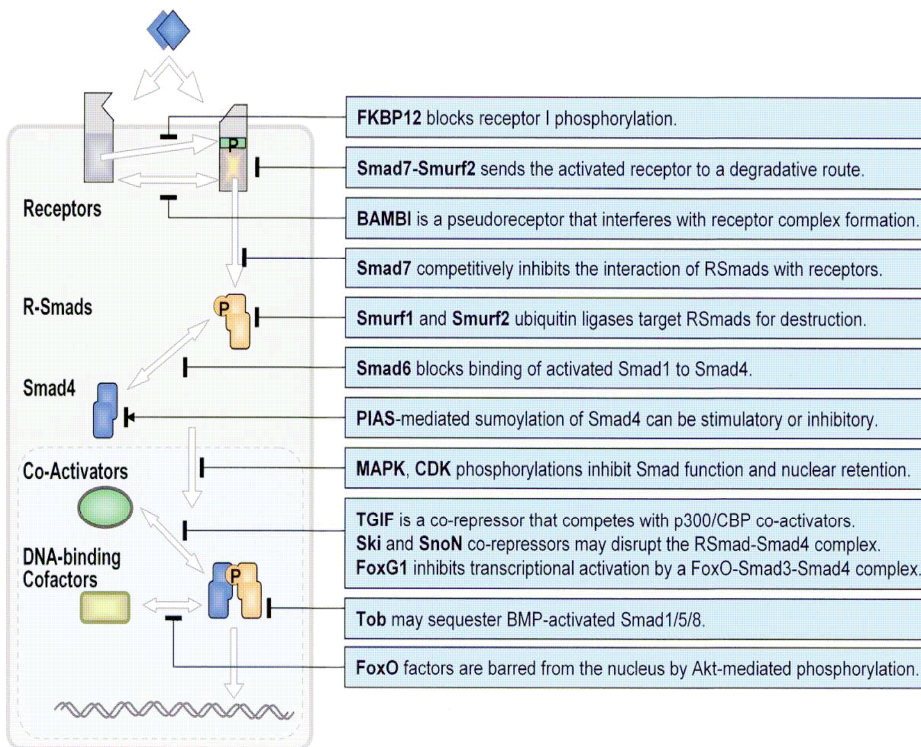 FKBP12 blocks receptor I phosphorylation.
P
Smad7-Smurf2 sends the activated receptor to a degradative route.
Receptors
BAMBI is a pseudoreceptor that interferes with receptor complex formation.
Smad7 competitively inhibits the interaction of RSmads with receptors.
R-Smads
P
Smurf1 and Smurf2 ubiquitin ligases target RSmads for destruction.
Smad6 blocks binding of activated Smad1 to Smad4.
Smad4
PIAS-mediated sumoylation of Smad4 can be stimulatory or inhibitory.
Co-Activators
MAPK, CDK phosphorylations inhibit Smad function and nuclear retention.
TGIF is a co-repressor that competes with p300/CBP co-activators.
Ski and SnoN co-repressors may disrupt the RSmad-Smad4 complex.
FoxG1 inhibits transcriptional activation by a FoxO-Smad3-Smad4 complex.
DNA-binding
Cofactors
P
Tob may sequester BMP-activated Smad1/5/8.
FoxO factors are barred from the nucleus by Akt-mediated phosphorylation.